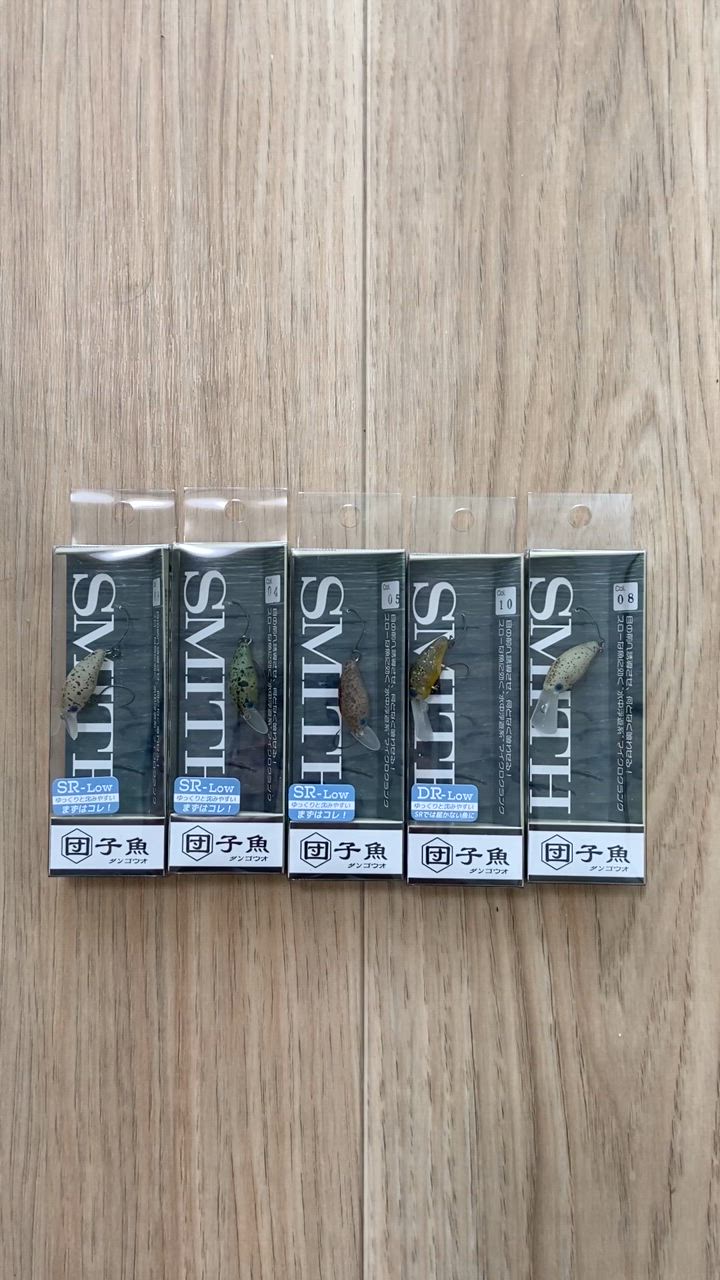 SMITH
SR-Low
ゆっくりと沈みやすい
まずはコレ！
団子魚
ダンゴウオ
Col.
04
SMITH
SR-Low
ゆっくりと沈みやすい
まずはコレ！
団子魚
ダンゴウオ
Col.
05
SMITH
SR-Low
ゆっくりと沈みやすい
まずはコレ！
団子魚
ダンゴウオ
Col.
10
SMITH
DR-Low
ゆっくりと沈みやすい
SRでは届かない魚に
団子魚
ダンゴウオ
Col.
08
SMITH
団子魚
ダンゴウオ